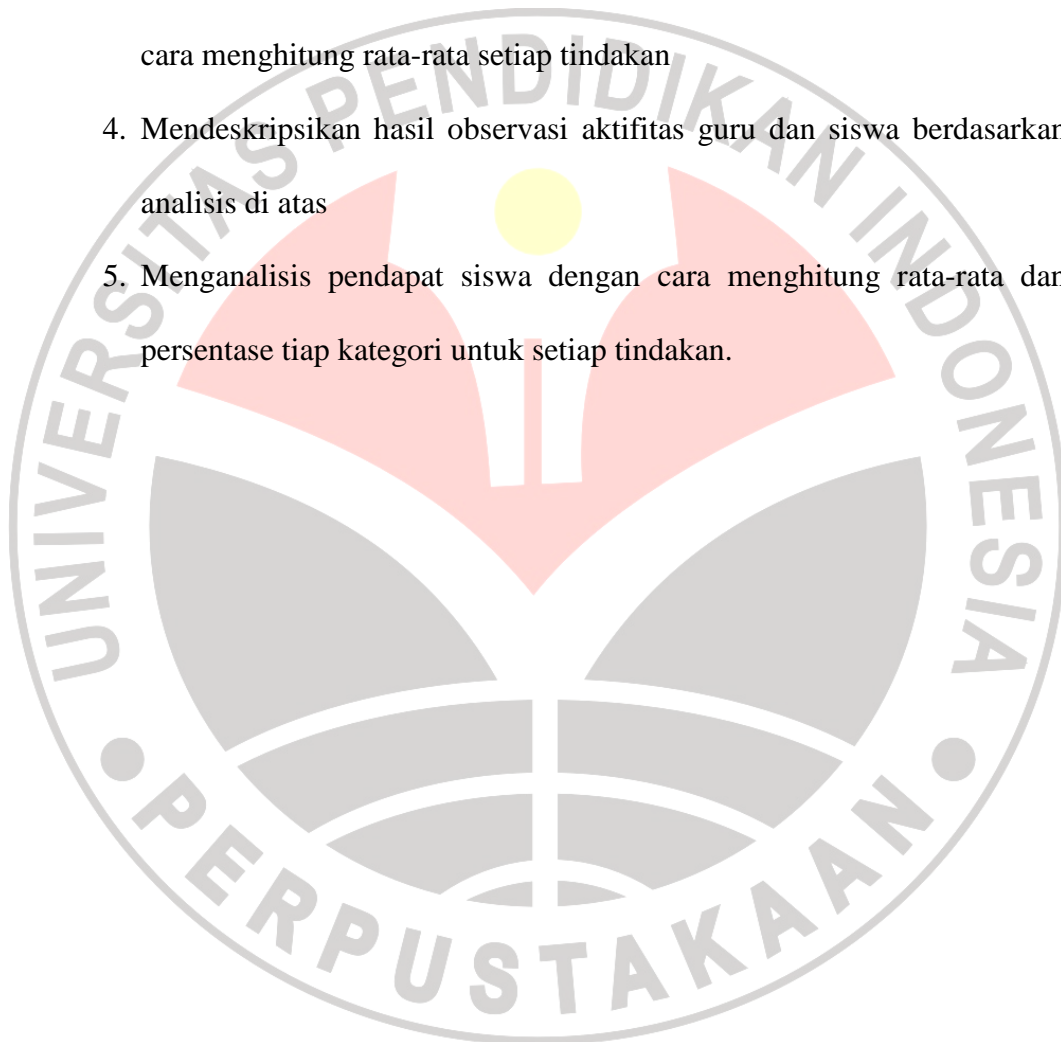 cara menghitung rata-rata setiap tindakan
4. Mendeskripsikan hasil observasi aktifitas guru dan siswa berdasarkan
analisis di atas
5. Menganalisis pendapat siswa dengan cara menghitung rata-rata dan
persentase tiap kategori untuk setiap tindakan.
UNIVERSITAS PENDIDIKAN INDONESIA
PERPUSTAKAAN